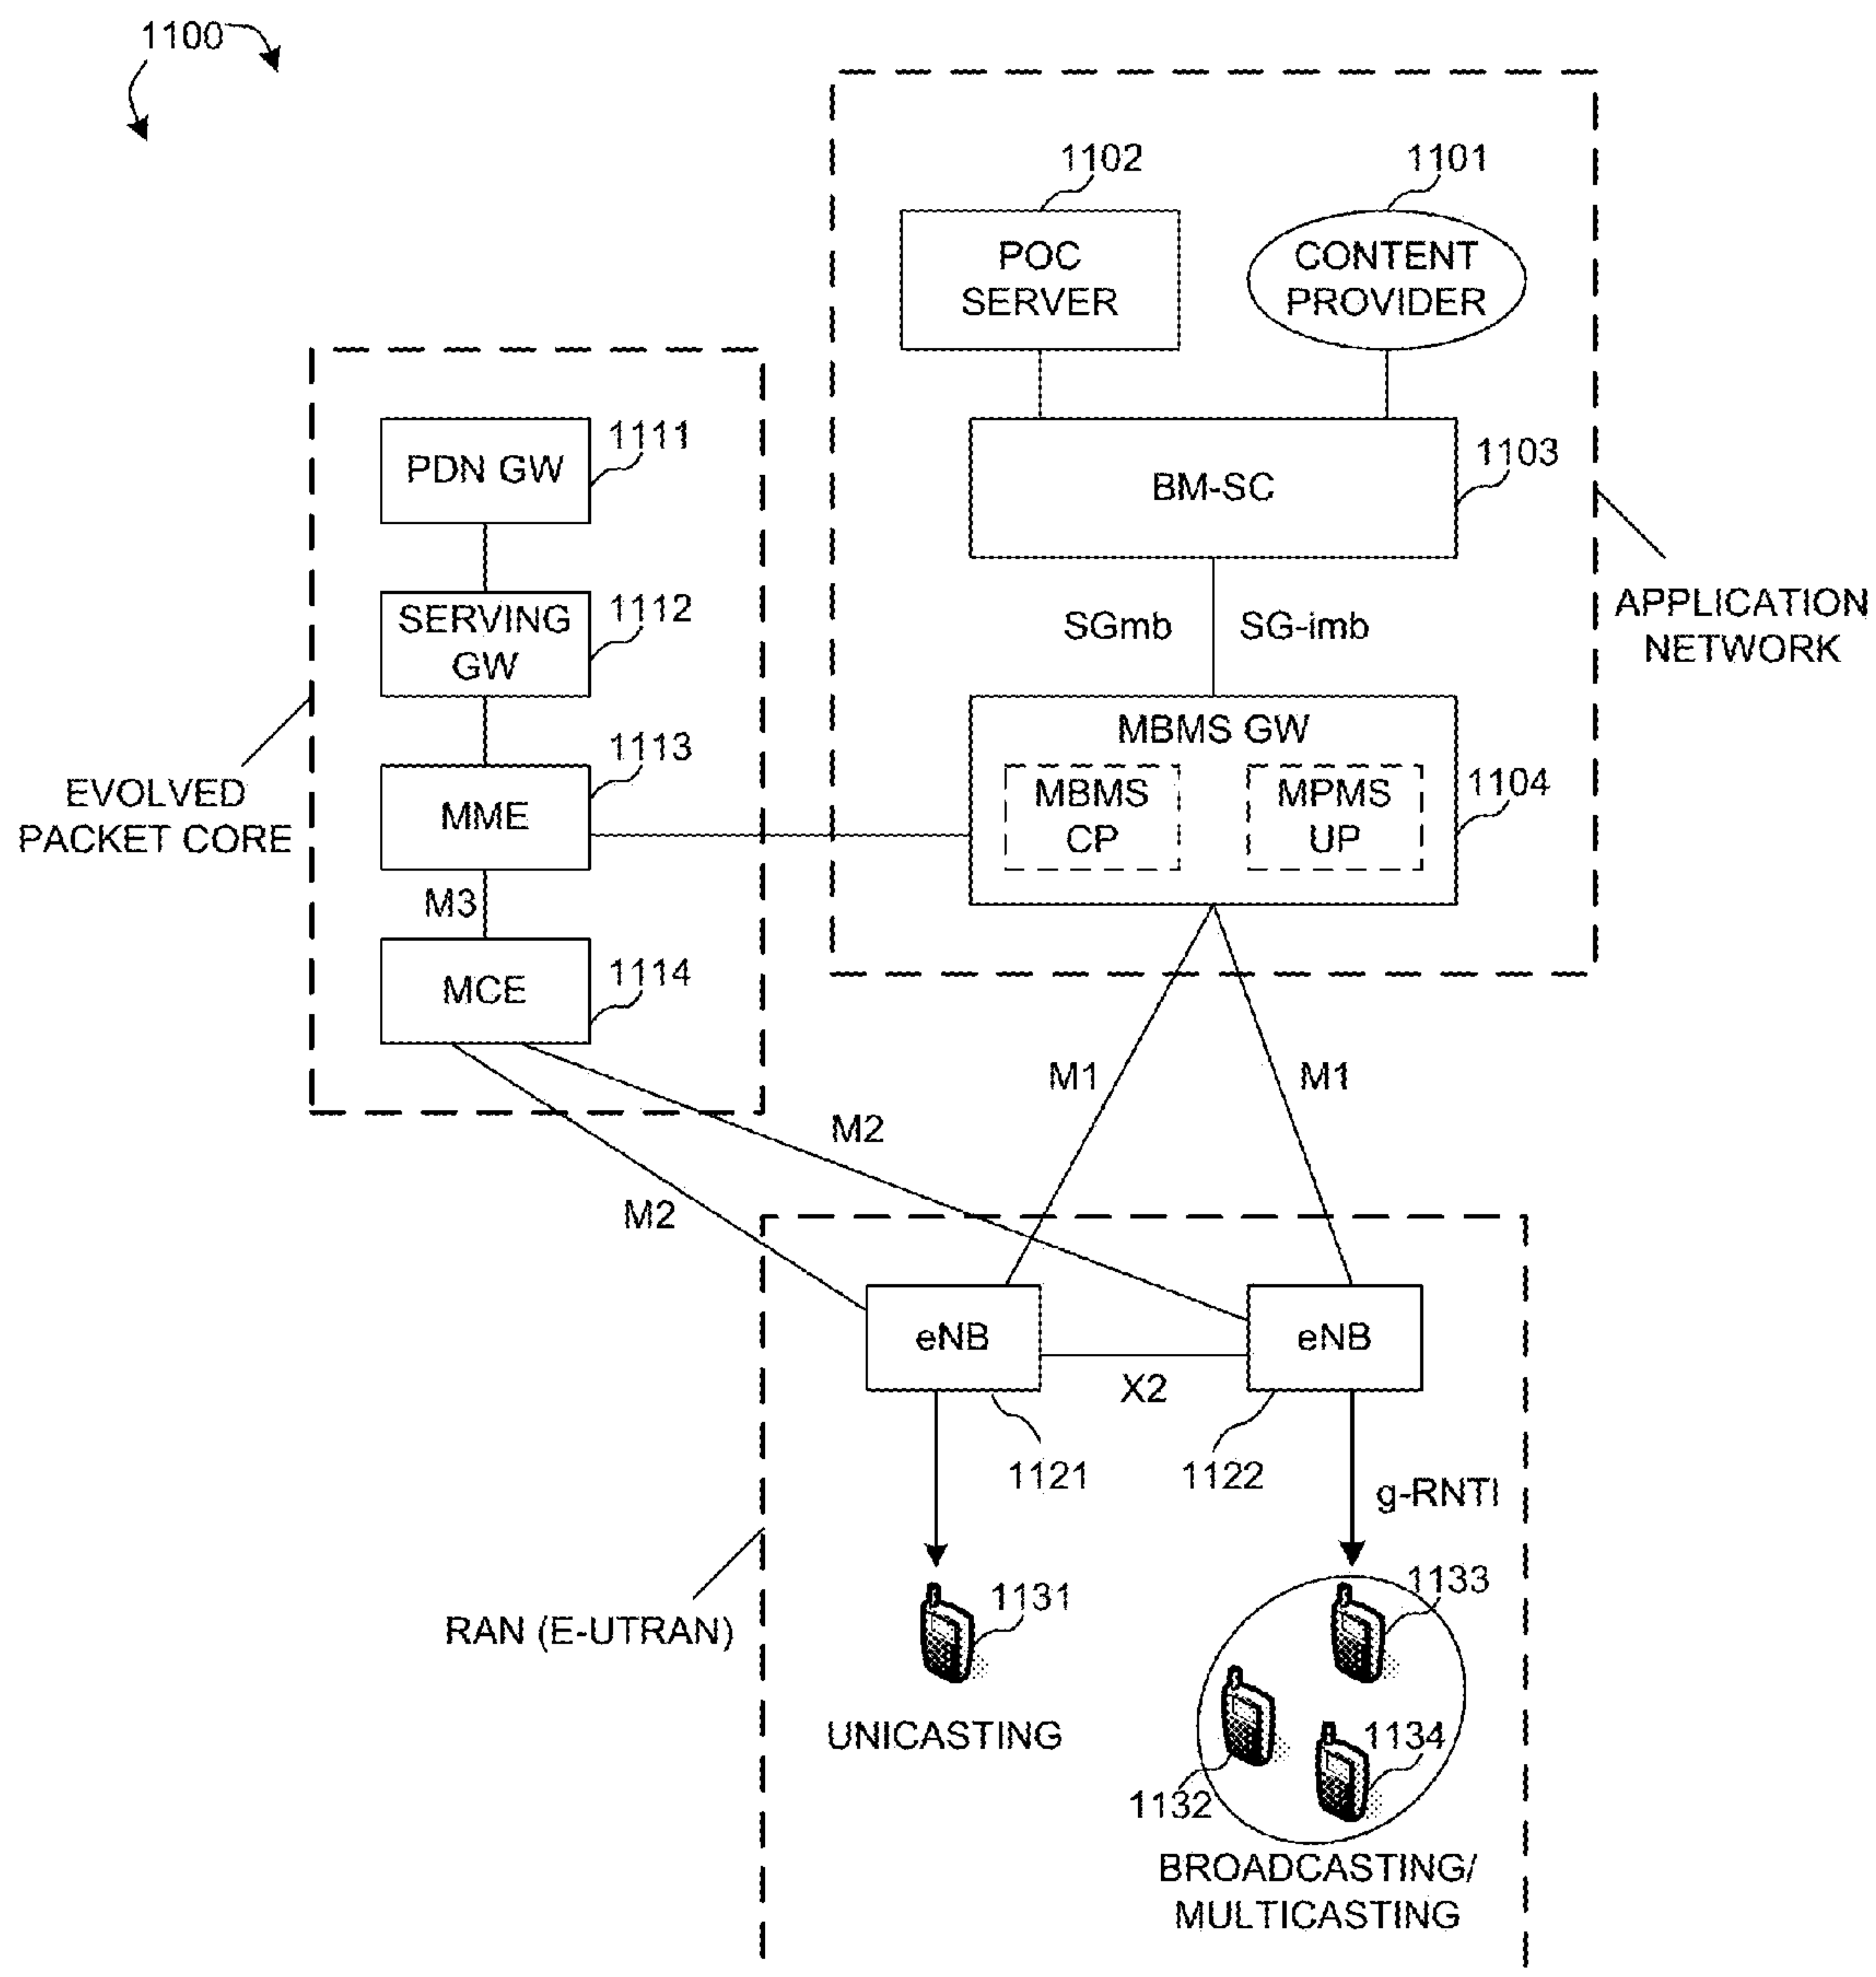 1100
1102
1101
POC
SERVER
CONTENT
PROVIDER
1111
PDN GW
1103
BM-SC
1112
SERVING
GW
SGmb
SG-imb
APPLICATION
NETWORK
1113
MME
MBMS GW
MBMS
CP
MPMS
UP
1104
EVOLVED
PACKET CORE
M3
1114
MCE
M1
M1
M2
M2
eNB
eNB
X2
1121
1122
g-RNTI
1131
1133
RAN (E-UTRAN)
UNICASTING
1134
1132
BROADCASTING/
MULTICASTING